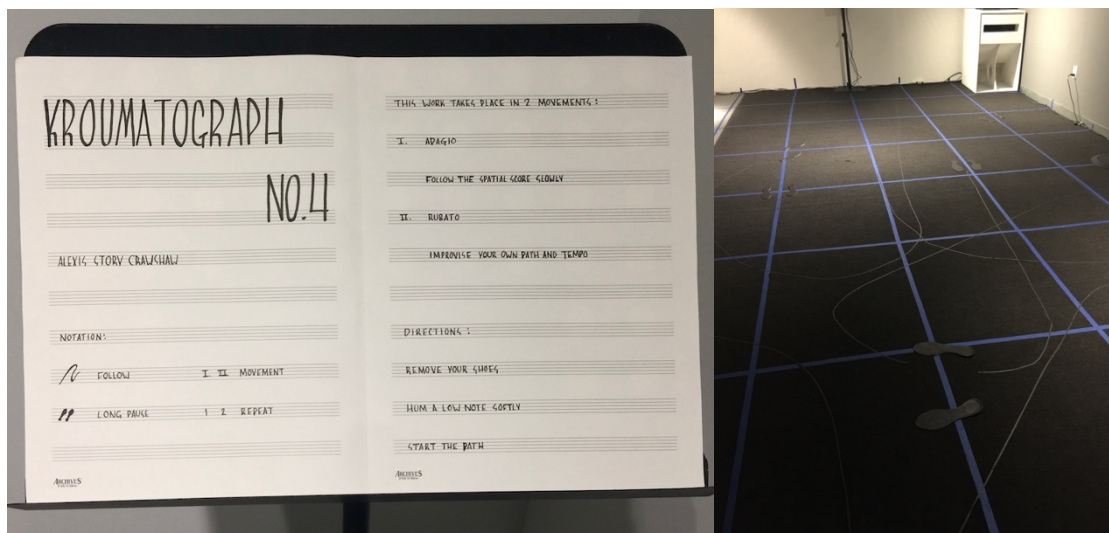 KROUMATOGRAPH
NO.4
ALEXIS STORY CRAWSHAW
NOTATION:
FOLLOW I II MOVEMENT
LONG PAUSE 1 2 REPEAT
ARCHIVES
THIS WORK TAKES PLACE IN 2 MOVEMENTS:
I. ADAGIO
FOLLOW THE SPATIAL SCORE SLOWLY
II. RUBATO
IMPROVISE YOUR OWN PATH AND TEMPO
DIRECTIONS:
REMOVE YOUR SHOES
HUM A LOW NOTE SOFTLY
START THE PATH
ARCHIVES